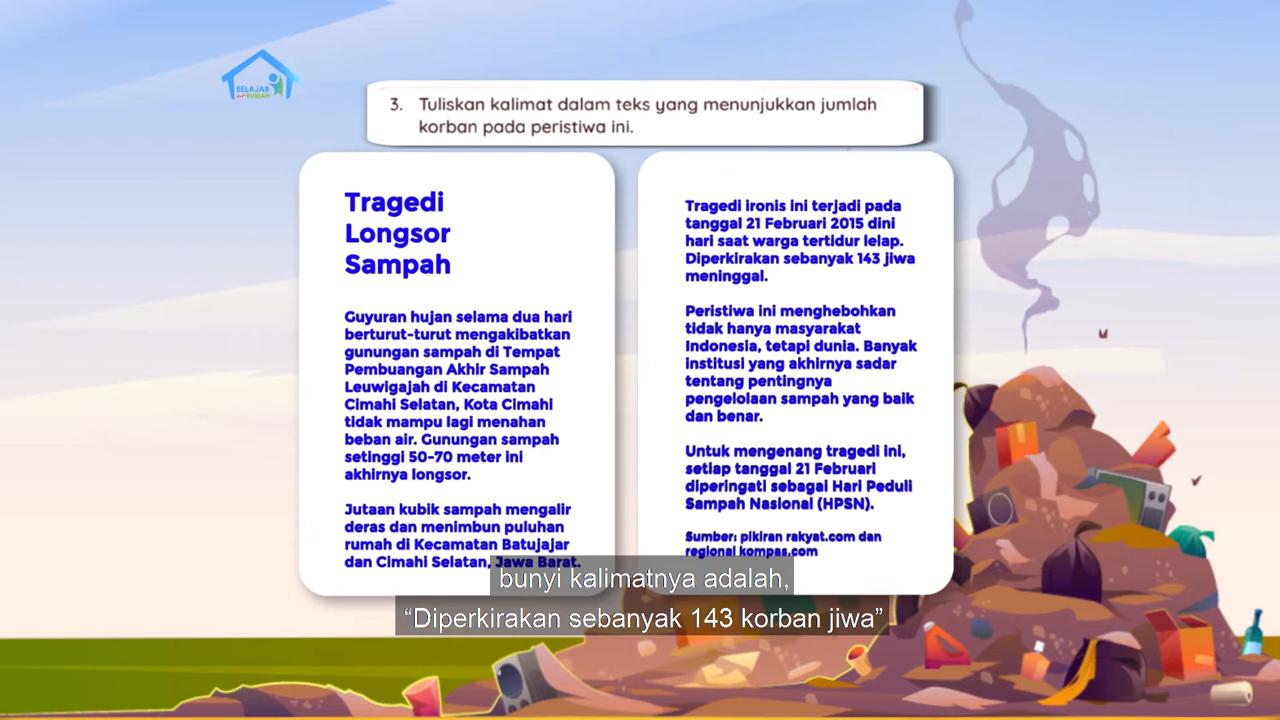 BELAJAR
dari RUMAH
3. Tuliskan kalimat dalam teks yang menunjukkan jumlah
korban pada peristiwa ini.
Tragedi
Longsor
Sampah
Guyuran hujan selama dua hari
berturut-turut mengakibatkan
gunungan sampah di Tempat
Pembuangan Akhir Sampah
Leuwigajah di Kecamatan
Cimahi Selatan, Kota Cimahi
tidak mampu lagi menahan
beban air. Gunungan sampah
setinggi 50-70 meter ini
akhirnya longsor.
Jutaan kubik sampah mengalir
deras dan menimbun puluhan
rumah di Kecamatan Batujajar
dan Cimahi Selatan, Jawa Barat.
Tragedi ironis ini terjadi pada
tanggal 21 Februari 2015 dini
hari saat warga tertidur lelap.
Diperkirakan sebanyak 143 jiwa
meninggal.
Peristiwa ini menghebohkan
tidak hanya masyarakat
Indonesia, tetapi dunia. Banyak
institusi yang akhirnya sadar
tentang pentingnya
pengelolaan sampah yang baik
dan benar.
Untuk mengenang tragedi ini,
setiap tanggal 21 Februari
diperingati sebagai Hari Peduli
Sampah Nasional (HPSN).
Sumber: pikiran rakyat.com dan
regional kompas.com
bunyi kalimatnya adalah,
“Diperkirakan sebanyak 143 korban jiwa”